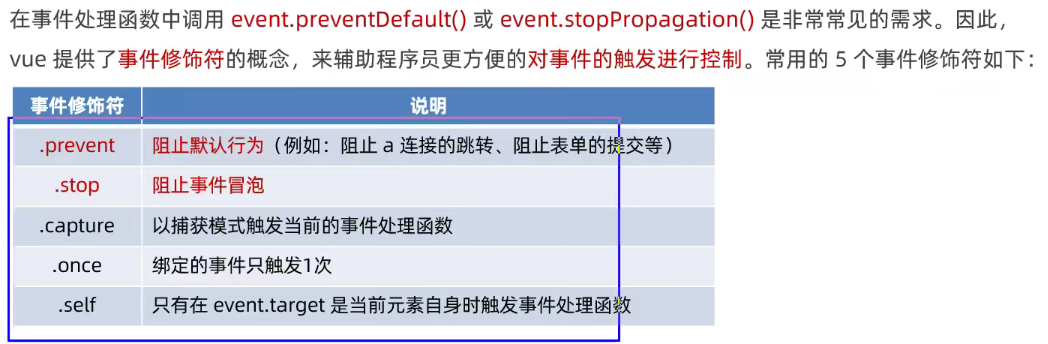 在事件处理函数中调用 event.preventDefault() 或 event.stopPropagation() 是非常常见的需求。因此，
vue 提供了事件修饰符的概念，来辅助程序员更方便的对事件的触发进行控制。常用的 5 个事件修饰符如下：
事件修饰符 说明
.prevent 阻止默认行为（例如：阻止 a 连接的跳转、阻止表单的提交等）
.stop 阻止事件冒泡
.capture 以捕获模式触发当前的事件处理函数
.once 绑定的事件只触发1次
.self 只有在 event.target 是当前元素自身时触发事件处理函数